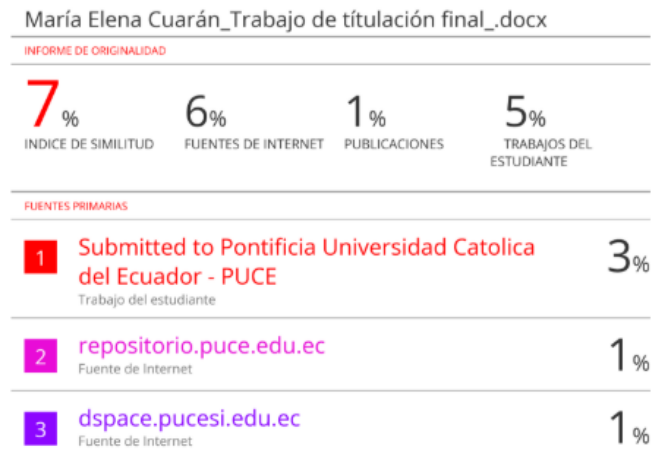 María Elena Cuarán_Trabajo de títulación final_.docx
INFORME DE ORIGINALIDAD
7%
6%
1%
5%
INDICE DE SIMILITUD
FUENTES DE INTERNET
PUBLICACIONES
TRABAJOS DEL
ESTUDIANTE
FUENTES PRIMARIAS
1
Submitted to Pontificia Universidad Catolica
del Ecuador - PUCE
Trabajo del estudiante
3%
2
repositorio.puce.edu.ec
Fuente de Internet
1%
3
dspace.pucesi.edu.ec
Fuente de Internet
1%